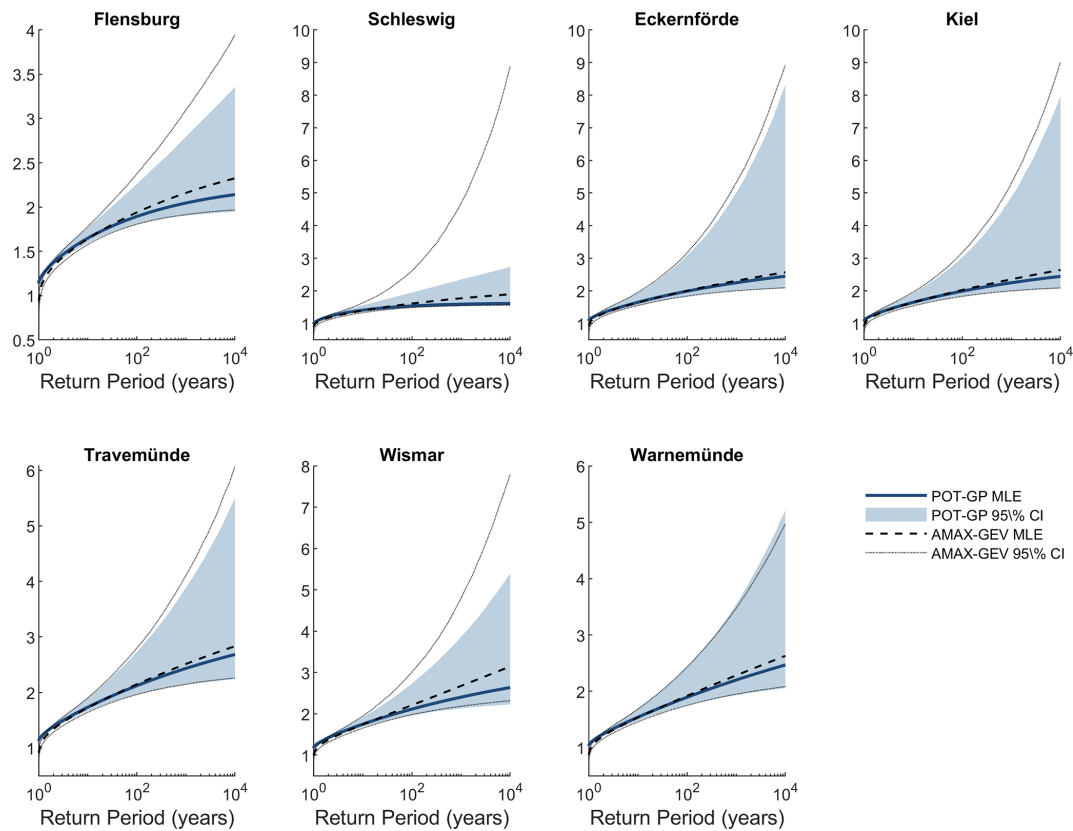 Flensburg
4
3.5
3
2.5
2
1.5
1
0.5
10^0 10^2 10^4
Return Period (years)
Schleswig
10
9
8
7
6
5
4
3
2
1
10^0 10^2 10^4
Return Period (years)
Eckernförde
10
9
8
7
6
5
4
3
2
1
10^0 10^2 10^4
Return Period (years)
Kiel
10
9
8
7
6
5
4
3
2
1
10^0 10^2 10^4
Return Period (years)
Travemünde
6
5
4
3
2
1
10^0 10^2 10^4
Return Period (years)
Wismar
8
7
6
5
4
3
2
1
10^0 10^2 10^4
Return Period (years)
Warnemünde
6
5
4
3
2
1
10^0 10^2 10^4
Return Period (years)
POT-GP MLE
POT-GP 95\% CI
AMAX-GEV MLE
AMAX-GEV 95\% CI